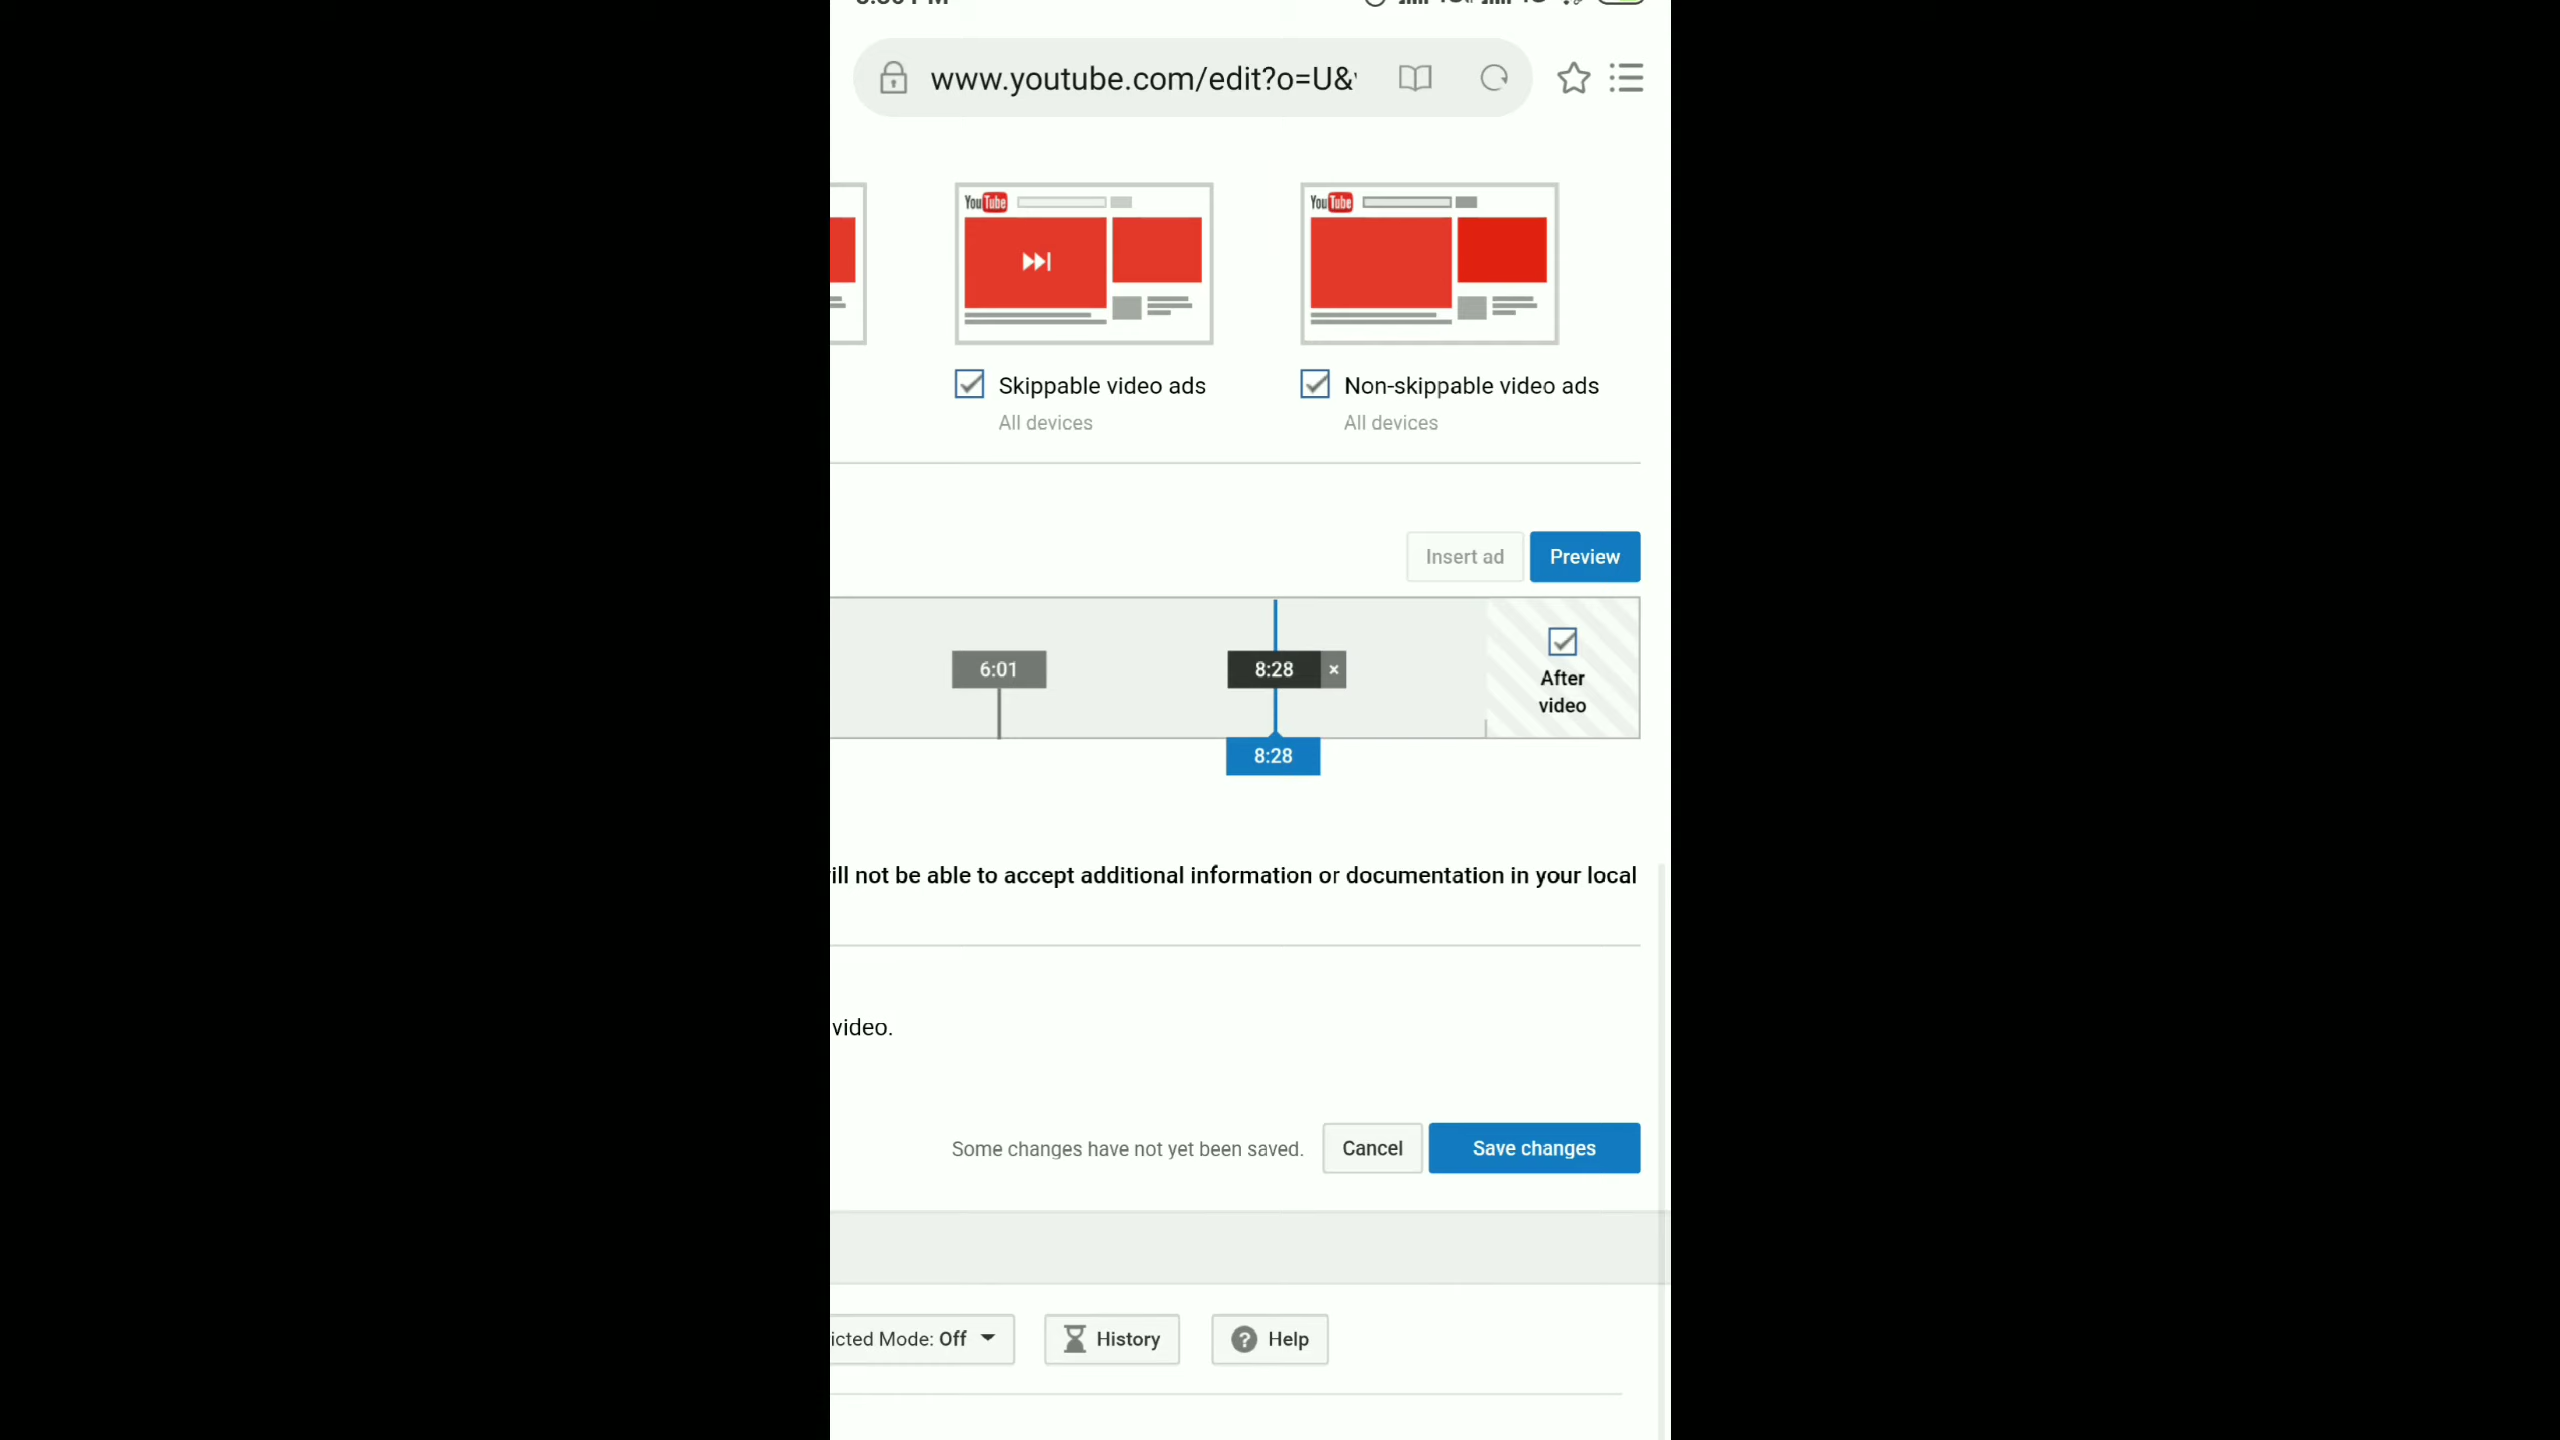 www.youtube.com/edit?o=U&
YouTube
YouTube
Skippable video ads
All devices
Non-skippable video ads
All devices
Insert ad
Preview
6:01
8:28 ×
After
video
8:28
ill not be able to accept additional information or documentation in your local
video.
Some changes have not yet been saved.
Cancel
Save changes
icted Mode: Off
History
Help